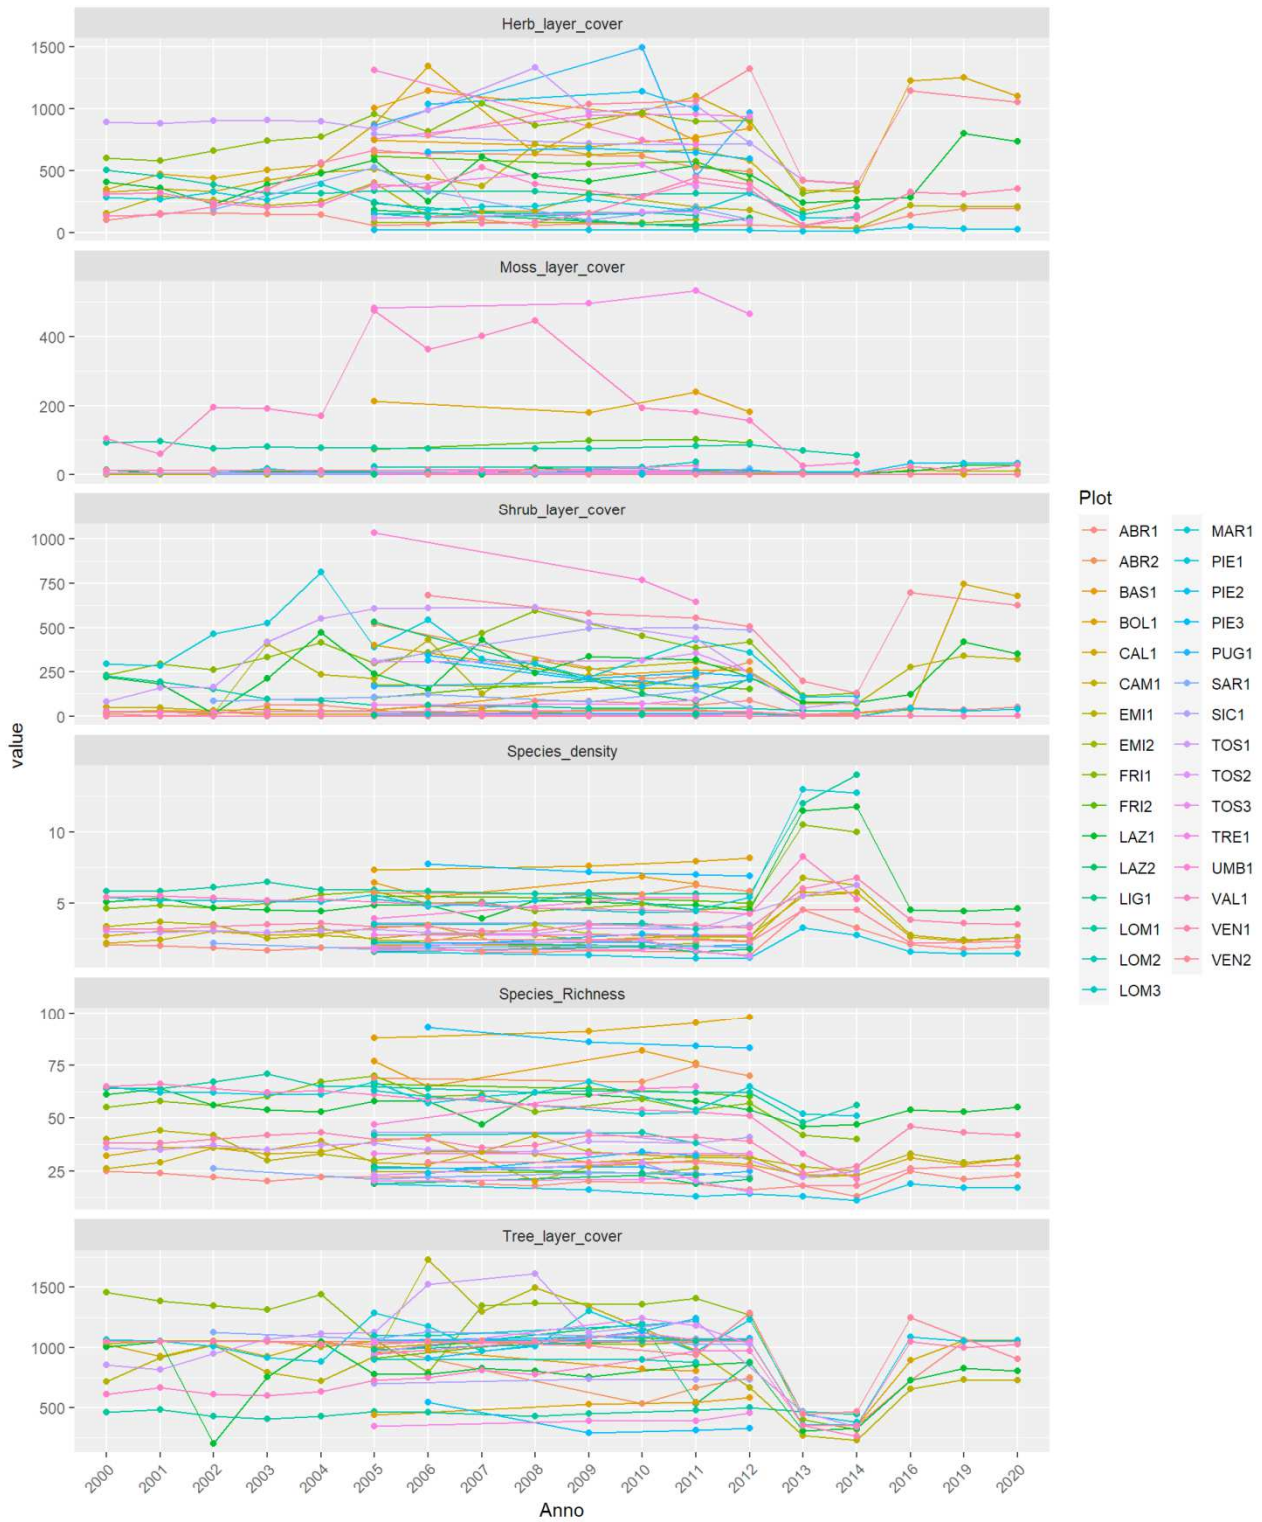 Herb_layer_cover
1500
1000
500
0
Moss_layer_cover
400
200
0
Shrub_layer_cover
1000
750
500
250
0
Species_density
10
5
Species_Richness
100
75
50
25
Tree_layer_cover
1500
1000
500
value
2000 2001 2002 2003 2004 2005 2006 2007 2008 2009 2010 2011 2012 2013 2014 2016 2019 2020
Anno
Plot
ABR1
ABR2
BAS1
BOL1
CAL1
CAM1
EMI1
EMI2
FRI1
FRI2
LAZ1
LAZ2
LIG1
LOM1
LOM2
LOM3
MAR1
PIE1
PIE2
PIE3
PUG1
SAR1
SIC1
TOS1
TOS2
TOS3
TRE1
UMB1
VAL1
VEN1
VEN2